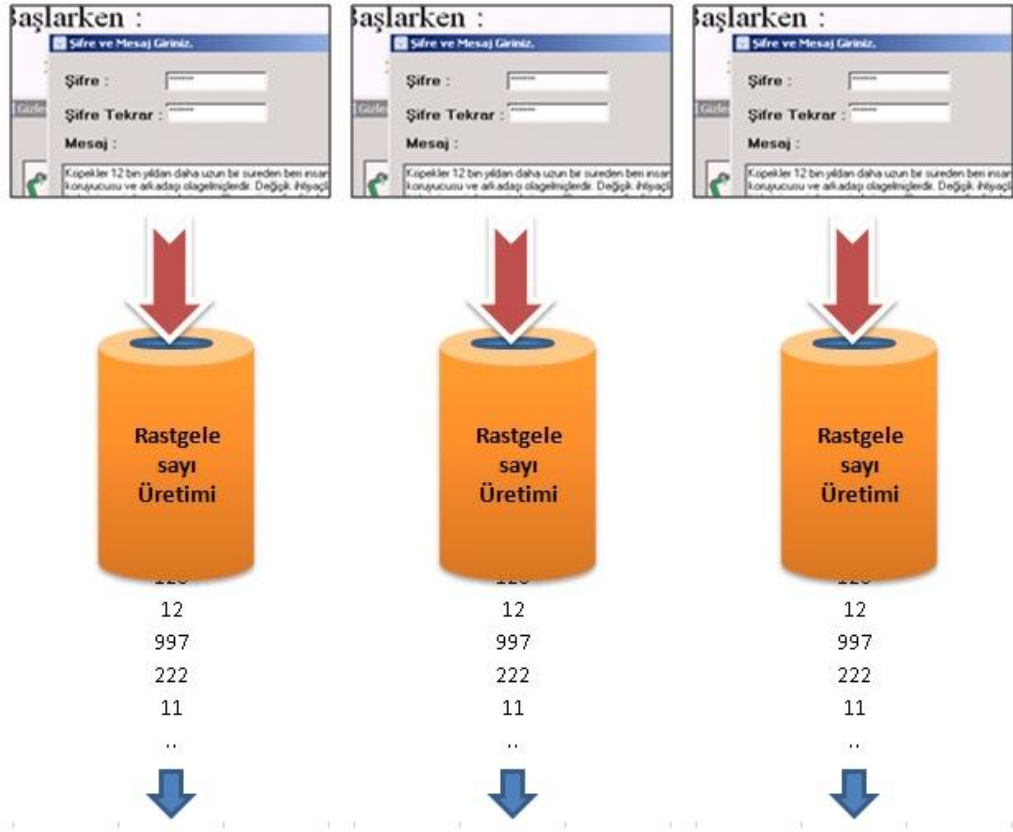 Başlarken :
Şifre ve Mesaj Giriniz.
Şifre :
Şifre Tekrar :
Mesaj :
Köpekler 12 bin yıldan daha uzun bir süreden beri insan
koruyucusu ve arkadaşı olagelmişlerdir. Değişik ihtiyaçl
Rastgele
sayı
Üretimi
12
997
222
11
..
Başlarken :
Şifre ve Mesaj Giriniz.
Şifre :
Şifre Tekrar :
Mesaj :
Köpekler 12 bin yıldan daha uzun bir süreden beri insan
koruyucusu ve arkadaşı olagelmişlerdir. Değişik ihtiyaçl
Rastgele
sayı
Üretimi
12
997
222
11
..
Başlarken :
Şifre ve Mesaj Giriniz.
Şifre :
Şifre Tekrar :
Mesaj :
Köpekler 12 bin yıldan daha uzun bir süreden beri insan
koruyucusu ve arkadaşı olagelmişlerdir. Değişik ihtiyaçl
Rastgele
sayı
Üretimi
12
997
222
11
..